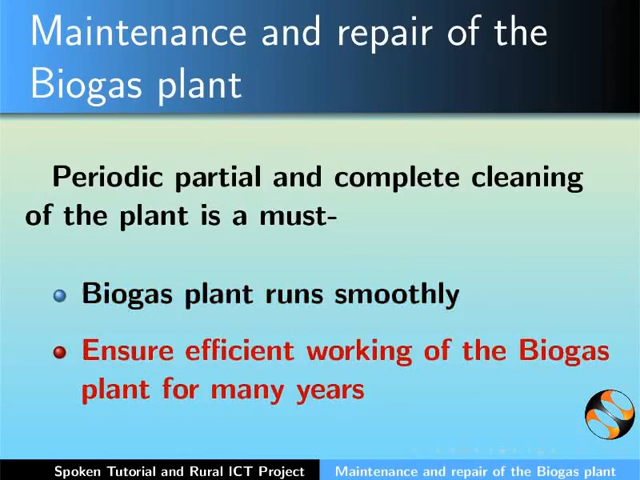 Maintenance and repair of the
Biogas plant
Periodic partial and complete cleaning
of the plant is a must-
Biogas plant runs smoothly
Ensure efficient working of the Biogas
plant for many years
Spoken Tutorial and Rural ICT Project
Maintenance and repair of the Biogas plant